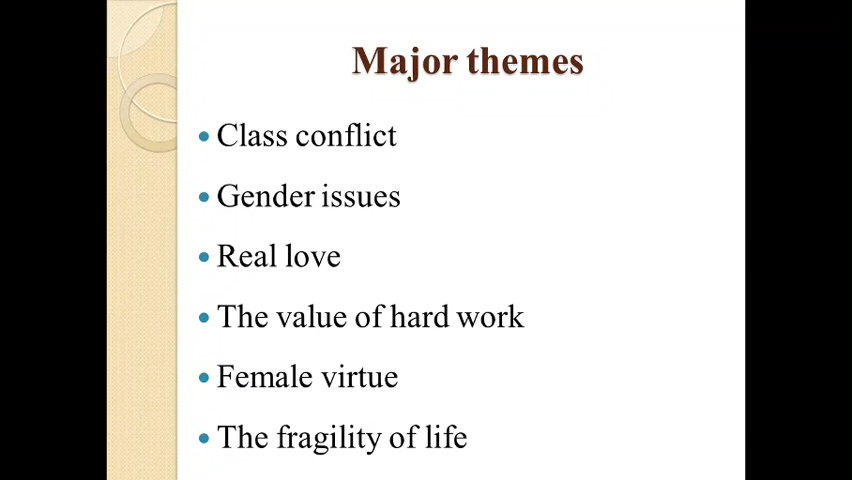 Major themes
Class conflict
Gender issues
Real love
The value of hard work
Female virtue
The fragility of life